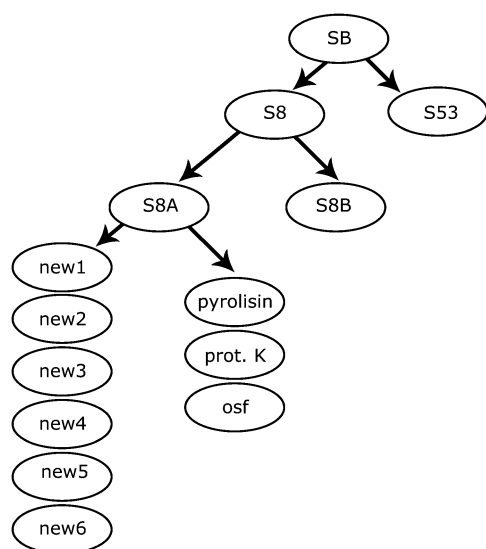 SB
S8
S53
S8A
S8B
new1
new2
new3
new4
new5
new6
pyrolisin
prot. K
osf